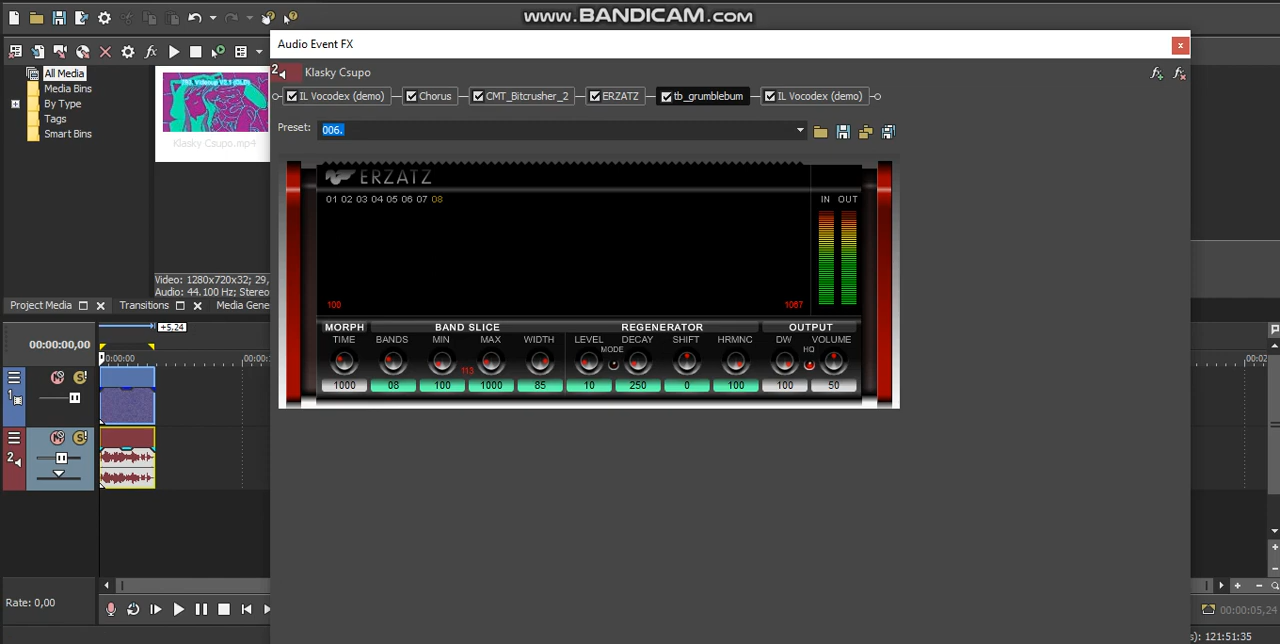 www.BANDICAM.com
Audio Event FX
2 Klasky Csupo
IL Vocodex (demo) Chorus CMT_Bitcrusher_2 ERZATZ tb_grumblebum IL Vocodex (demo)
Preset: 006.
All Media
Media Bins
By Type
Tags
Smart Bins
Klasky Csupo.mp4
Video: 1280x720x32; 29,
Audio: 44.100 Hz; Stereo
Project Media Transitions Media Gene
ERZATZ
01 02 03 04 05 06 07 08
IN OUT
100 1067
MORPH BAND SLICE REGENERATOR OUTPUT
TIME BANDS MIN MAX WIDTH LEVEL MODE DECAY SHIFT HRMNC DW HQ VOLUME
113
1000 08 100 1000 85 10 250 0 100 100 50
+5,24
00:00:00,00
00:00:00
1
2
Rate: 0,00
00:00:05,24
121:51:35